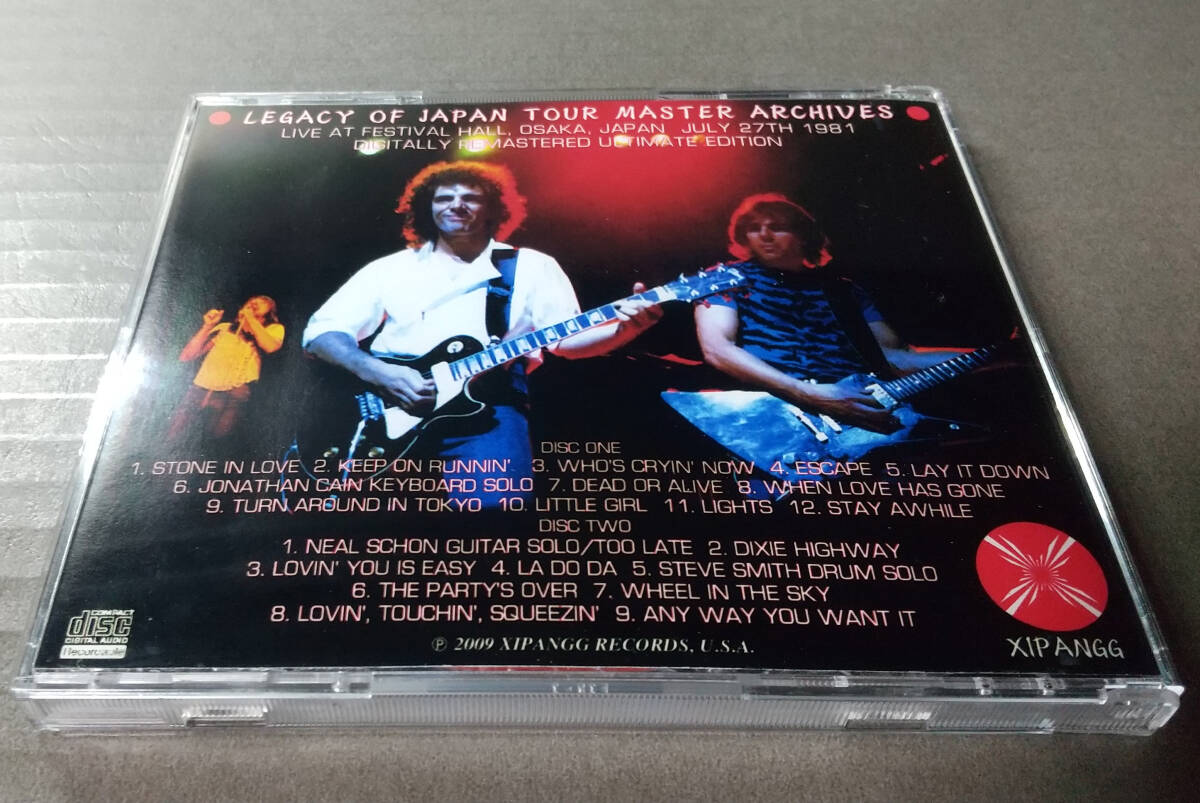 LEGACY OF JAPAN TOUR MASTER ARCHIVES
LIVE AT FESTIVAL HALL, OSAKA, JAPAN JULY 27TH 1981
DIGITALLY REMASTERED ULTIMATE EDITION
DISC ONE
1. STONE IN LOVE 2. KEEP ON RUNNIN' 3. WHO'S CRYIN' NOW 4. ESCAPE 5. LAY IT DOWN
6. JONATHAN CAIN KEYBOARD SOLO 7. DEAD OR ALIVE 8. WHEN LOVE HAS GONE
9. TURN AROUND IN TOKYO 10. LITTLE GIRL 11. LIGHTS 12. STAY AWHILE
DISC TWO
1. NEAL SCHON GUITAR SOLO/TOO LATE 2. DIXIE HIGHWAY
3. LOVIN' YOU IS EASY 4. LA DO DA 5. STEVE SMITH DRUM SOLO
6. THE PARTY'S OVER 7. WHEEL IN THE SKY
8. LOVIN', TOUCHIN', SQUEEZIN' 9. ANY WAY YOU WANT IT
COMPACT
disc
DIGITAL AUDIO
Recordable
℗ 2009 XIPANGG RECORDS, U.S.A.
XIPANGG